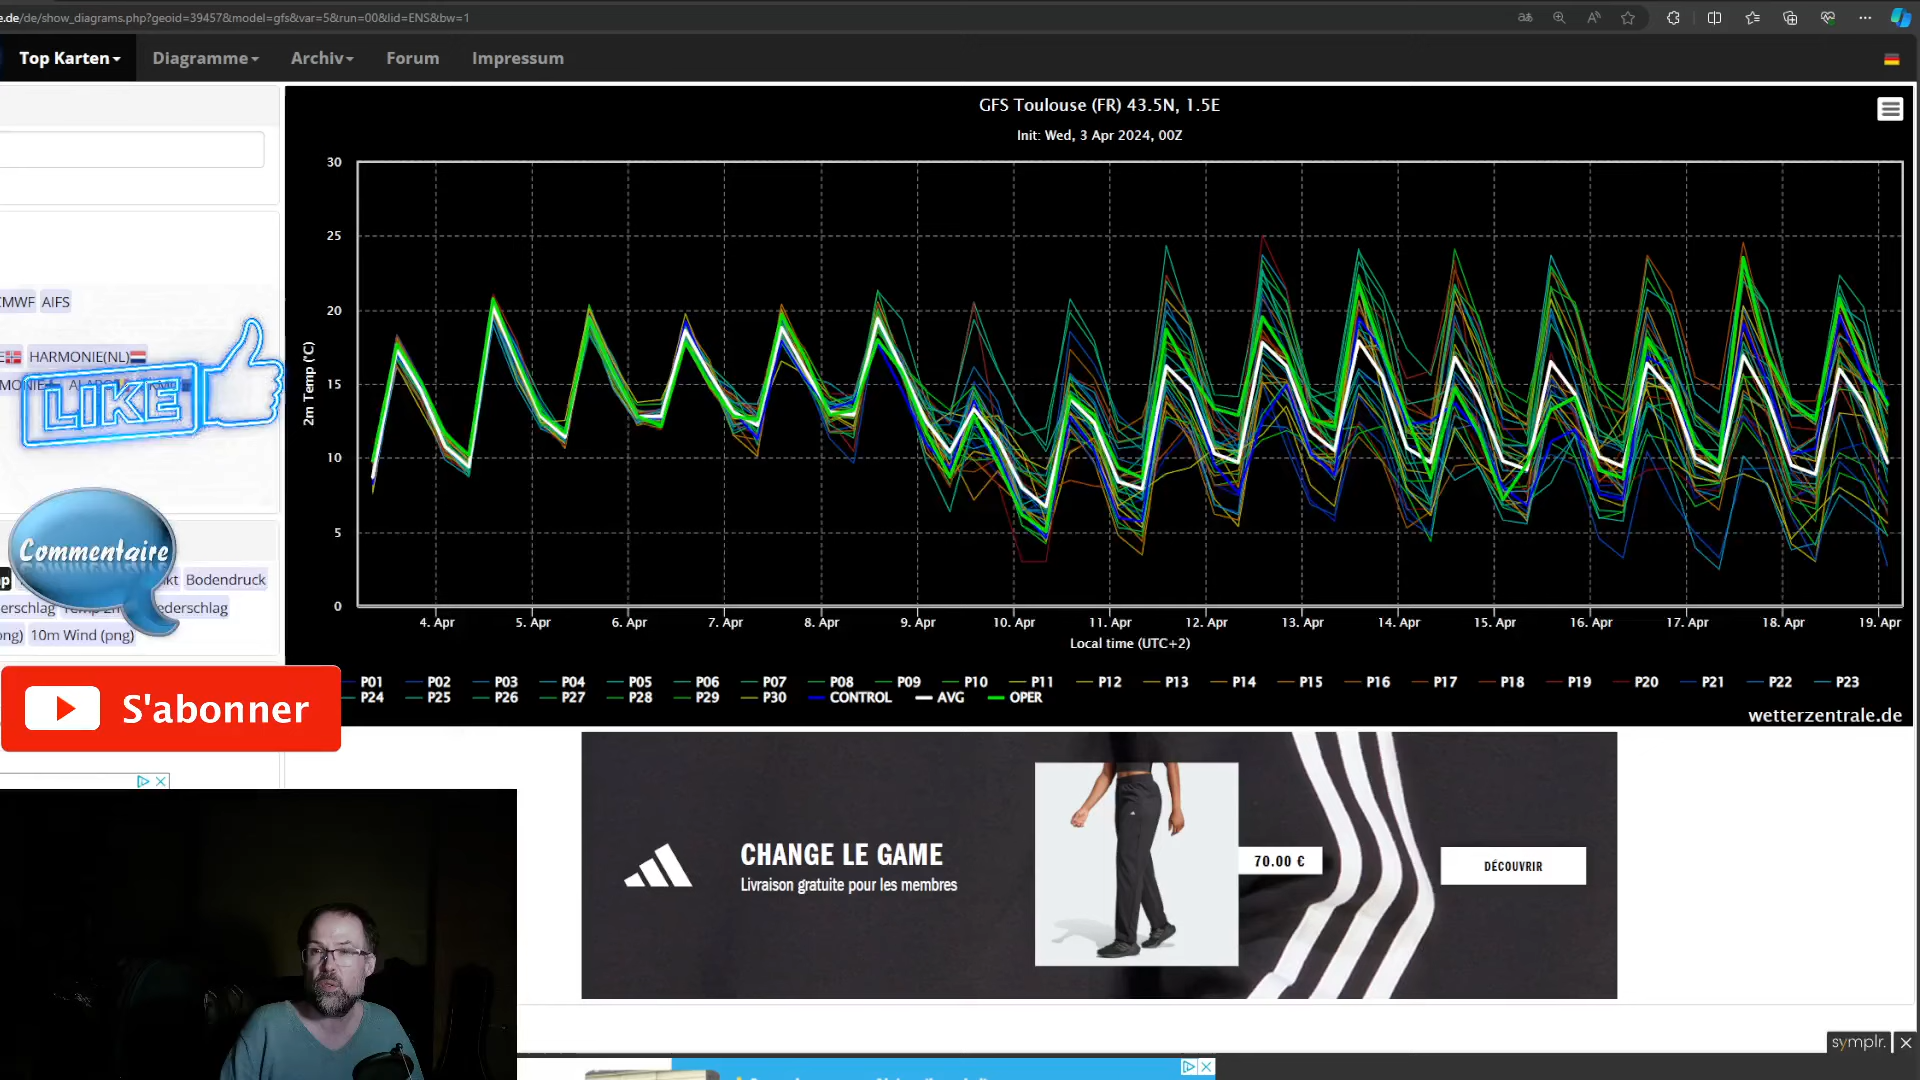 e.de/de/show_diagrams.php?geoid=39457&model=gfs&var=5&run=00&lid=ENS&bw=1
Top Karten
Diagramme
Archiv
Forum
Impressum
GFS Toulouse (FR) 43.5N, 1.5E
Init: Wed, 3 Apr 2024, 00Z
30
25
20
15
10
5
0
2m Temp (°C)
4. Apr
5. Apr
6. Apr
7. Apr
8. Apr
9. Apr
10. Apr
11. Apr
12. Apr
13. Apr
14. Apr
15. Apr
16. Apr
17. Apr
18. Apr
19. Apr
Local time (UTC+2)
P01 P02 P03 P04 P05 P06 P07 P08 P09 P10 P11 P12 P13 P14 P15 P16 P17 P18 P19 P20 P21 P22 P23
P24 P25 P26 P27 P28 P29 P30 CONTROL AVG OPER
wetterzentrale.de
CMWF AIFS
E HARMONIE(NL)
LIKE
Commentaire
kt Bodendruck
erschlag Temp 2m ederschlag
ong) 10m Wind (png)
S'abonner
CHANGE LE GAME
Livraison gratuite pour les membres
70.00 €
DÉCOUVRIR
symplr.